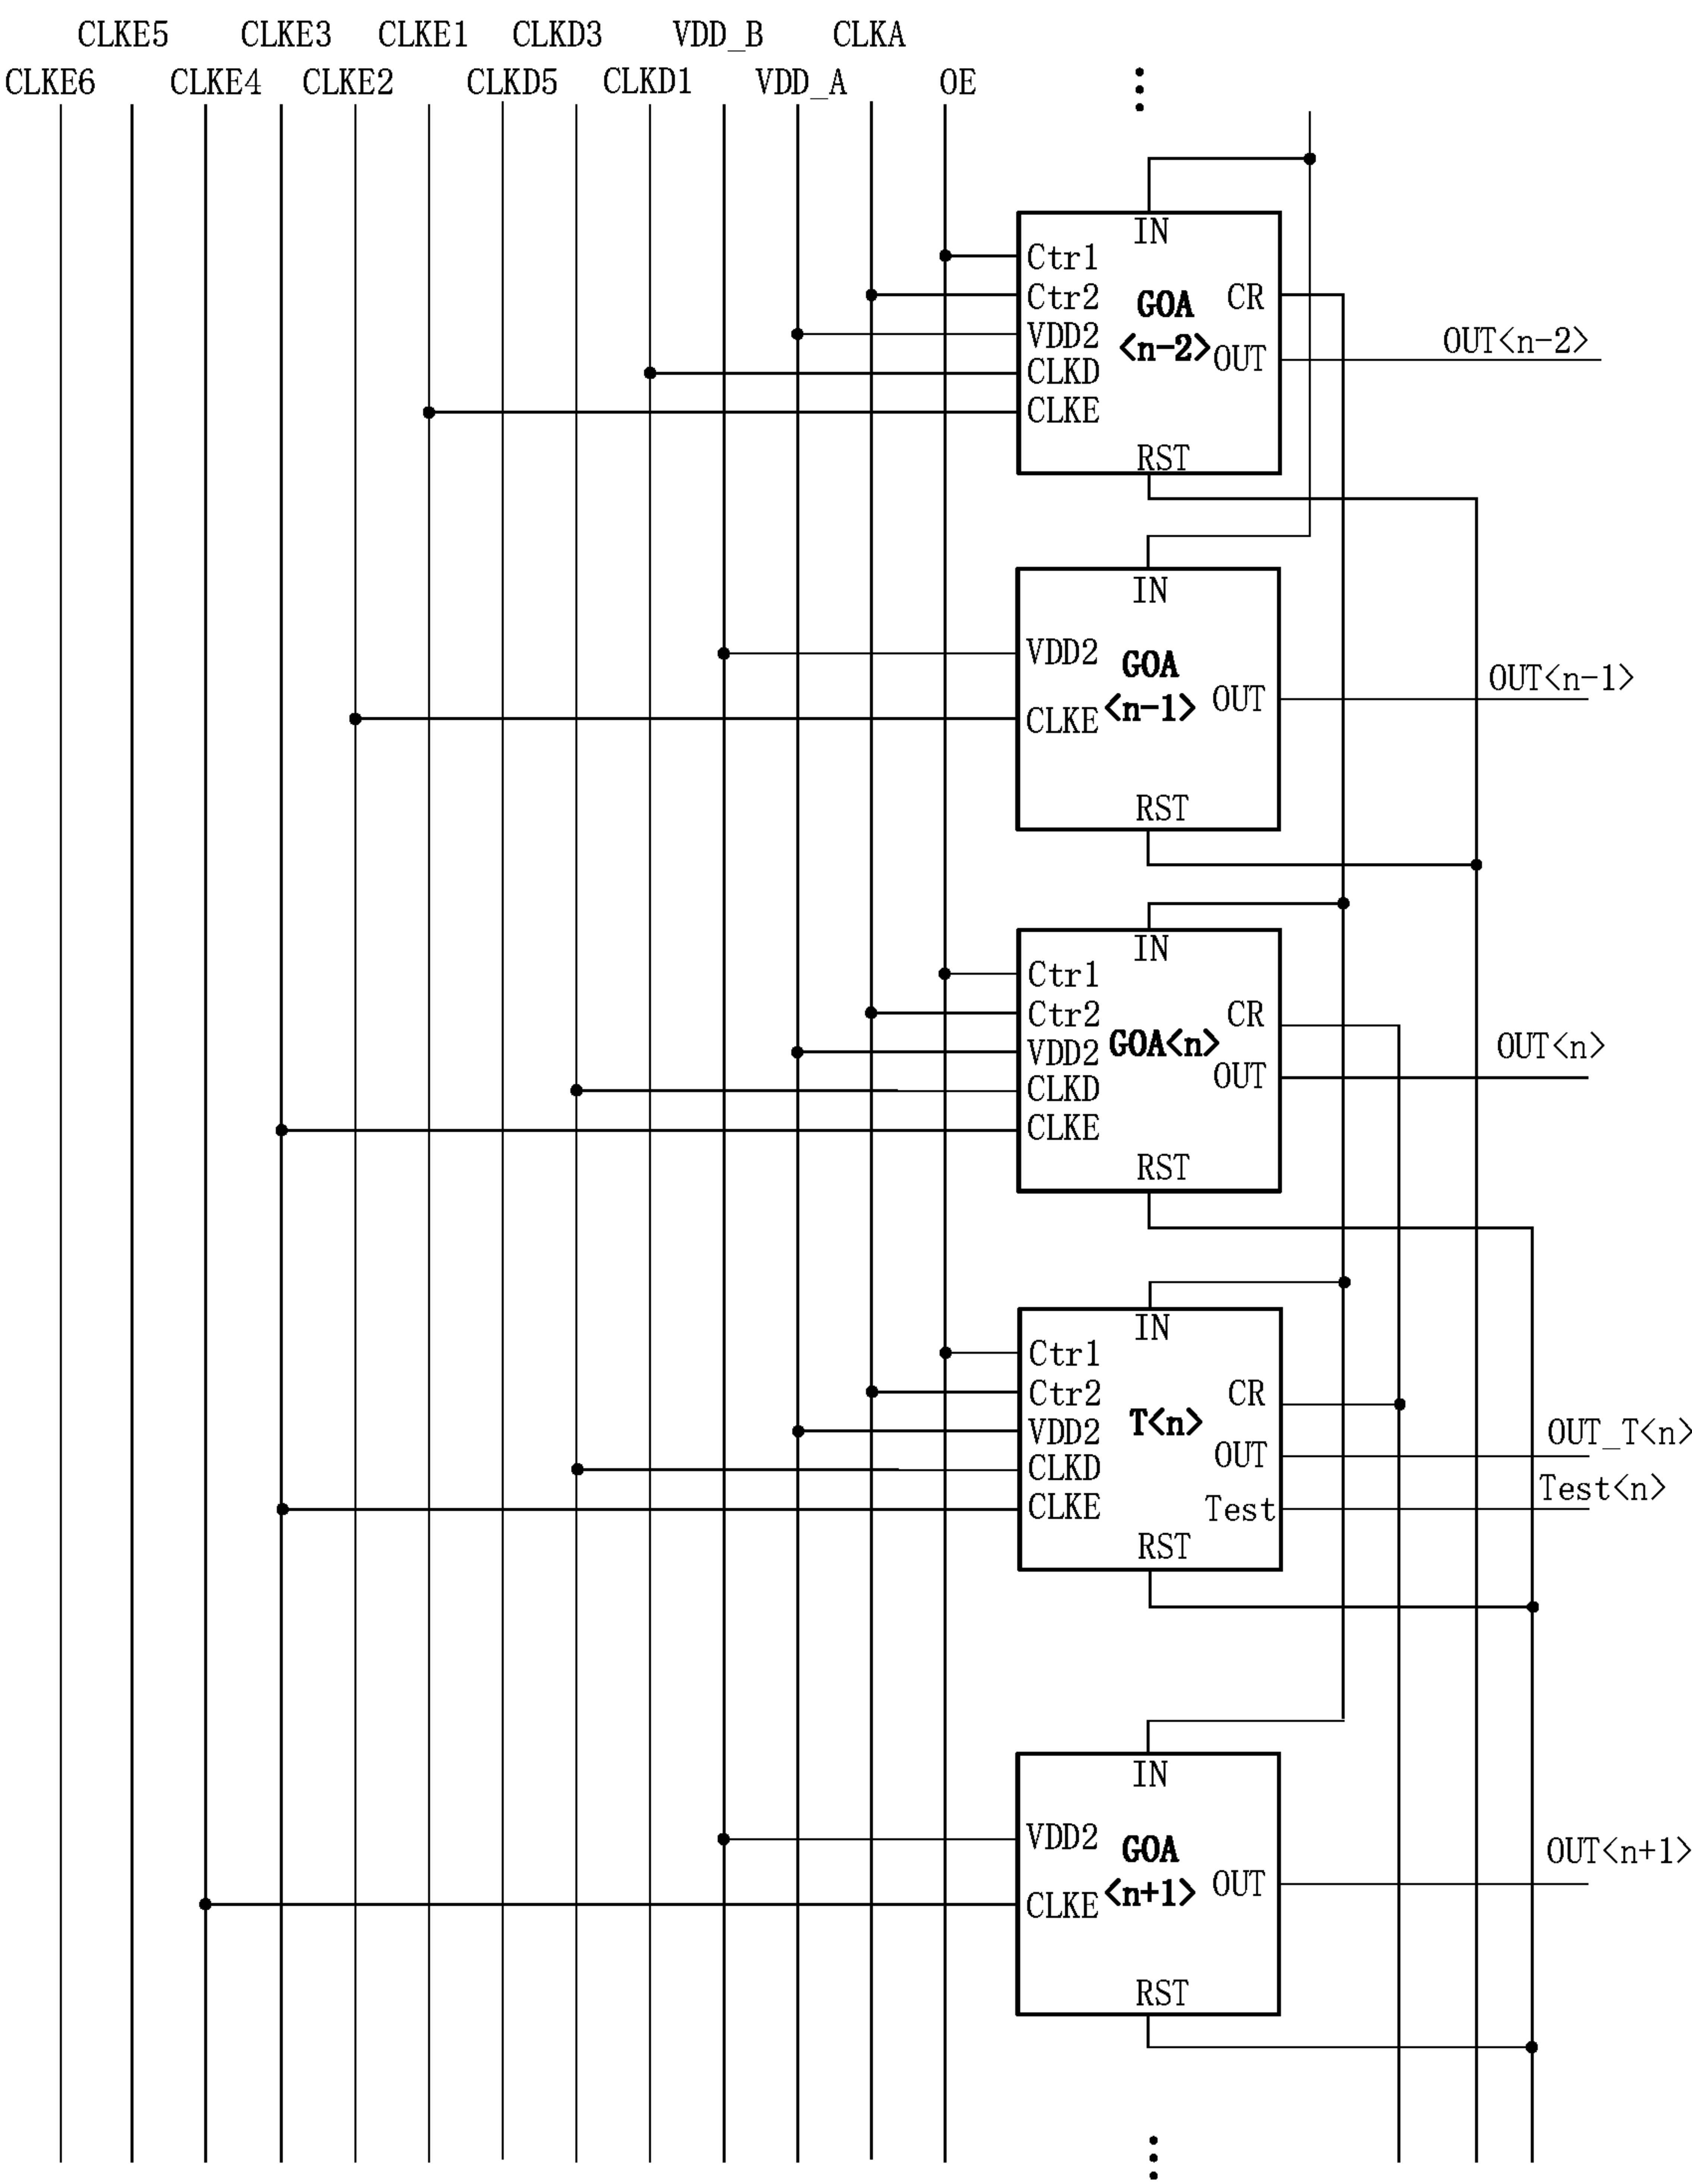 CLKE5 CLKE3 CLKE1 CLKD3 VDD_B CLKA
CLKE6 CLKE4 CLKE2 CLKD5 CLKD1 VDD_A OE
IN
Ctr1
Ctr2 GOA CR
VDD2 <n-2> OUT OUT<n-2>
CLKD
CLKE
RST
IN
VDD2 GOA
CLKE <n-1> OUT OUT<n-1>
RST
IN
Ctr1
Ctr2 CR
VDD2 GOA<n> OUT OUT<n>
CLKD
CLKE
RST
IN
Ctr1
Ctr2 CR
VDD2 T<n> OUT OUT_T<n>
CLKD
CLKE Test Test<n>
RST
IN
VDD2 GOA
CLKE <n+1> OUT OUT<n+1>
RST